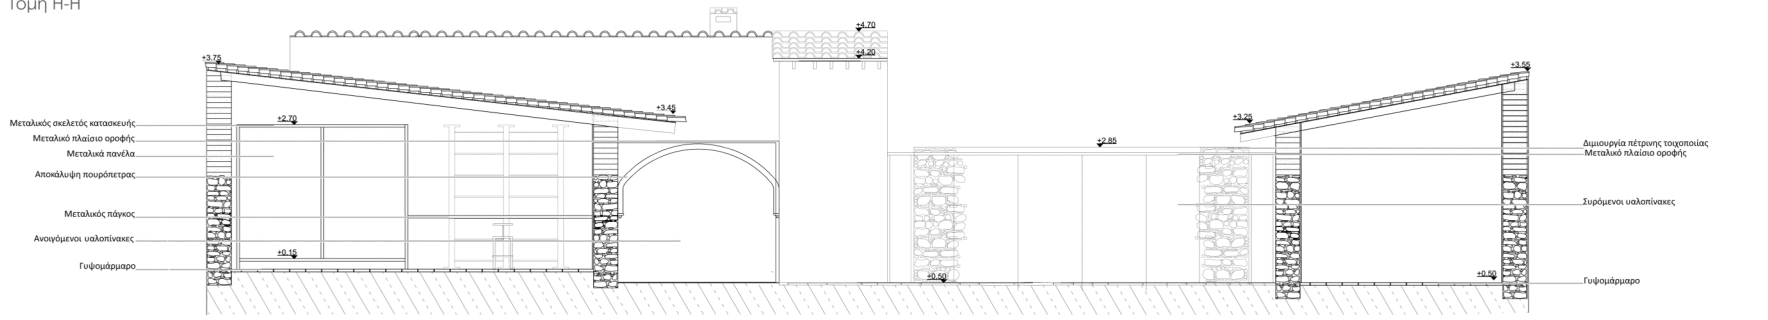 Τομή Η-Η
+4.70
+4.20
+3.75
+3.55
+3.45
+3.25
Μεταλικός σκελετός κατασκευής
+2.70
Μεταλικό πλαίσιο οροφής
+2.85
Διμιουργία πέτρινης τοιχοποιίας
Μεταλικά πανέλα
Μεταλικό πλαίσιο οροφής
Αποκάλυψη πουρόπετρας
Συρόμενοι υαλοπίνακες
Μεταλικός πάγκος
Ανοιγόμενοι υαλοπίνακες
+0.15
Γυψομάρμαρο
+0.50
+0.50
Γυψομάρμαρο